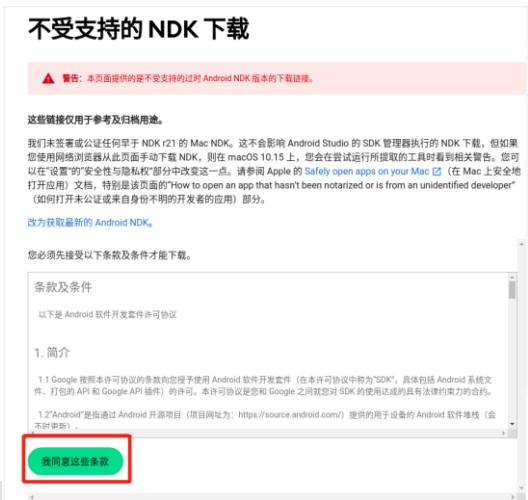 不受支持的 NDK 下载
警告：本页面提供的是不受支持的过时 Android NDK 版本的下载链接。
这些链接仅用于参考及归档用途。
我们未签署或公证任何早于 NDK r21 的 Mac NDK。这不会影响 Android Studio 的 SDK 管理器执行的 NDK 下载，但如果
您使用网络浏览器从此页面手动下载 NDK，则在 macOS 10.15 上，您会在尝试运行所提取的工具时看到相关警告。您可
以在"设置"的"安全性与隐私权"部分中改变这一点。请参阅 Apple 的 Safely open apps on your Mac（在 Mac 上安全地
打开应用）文档，特别是该页面的"How to open an app that hasn't been notarized or is from an unidentified developer"
（如何打开未公证或来自身份不明的开发者的应用）部分。
改为获取最新的 Android NDK。
您必须先接受以下条款及条件才能下载。
条款及条件
以下是 Android 软件开发套件许可协议
1. 简介
1.1 Google 按照本许可协议的条款向您授予使用 Android 软件开发套件（在本许可协议中称为"SDK"，具体包括 Android 系统文
件、打包的 API 和 Google API 插件）的许可。本许可协议是您和 Google 之间就您对 SDK 的使用达成的具有法律约束力的合约。
1.2"Android"是指通过 Android 开源项目（项目网址为：https://source.android.com/）提供的用于设备的 Android 软件堆栈（会
不时更新）。
我同意这些条款